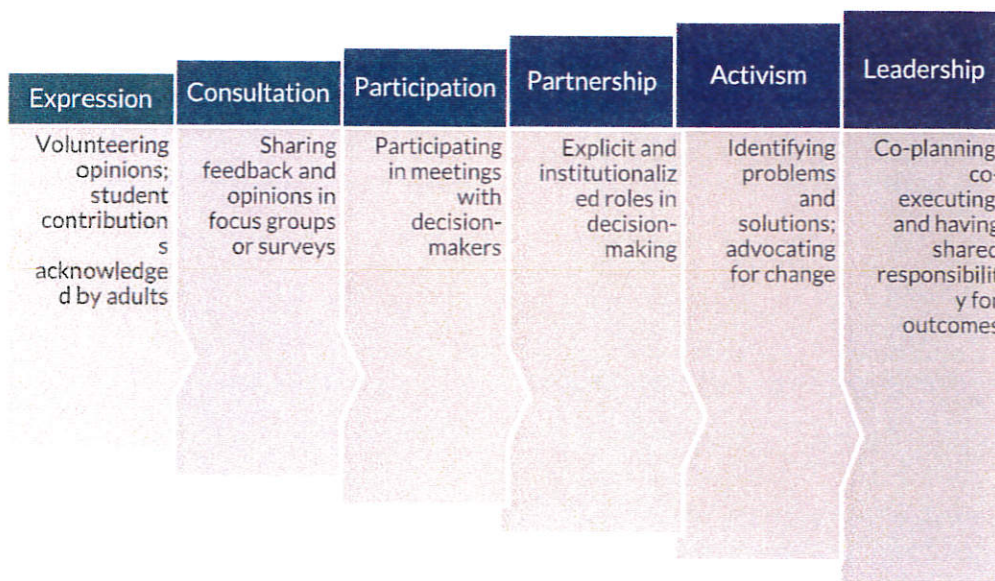 Expression
Volunteering
opinions;
student
contribution
s
acknowledge
d by adults
Consultation
Sharing
feedback and
opinions in
focus groups
or surveys
Participation
Participating
in meetings
with
decision-
makers
Partnership
Explicit and
institutionaliz
ed roles in
decision-
making
Activism
Identifying
problems
and
solutions;
advocating
for change
Leadership
Co-planning,
co-
executing,
and having
shared
responsibilit
y for
outcomes